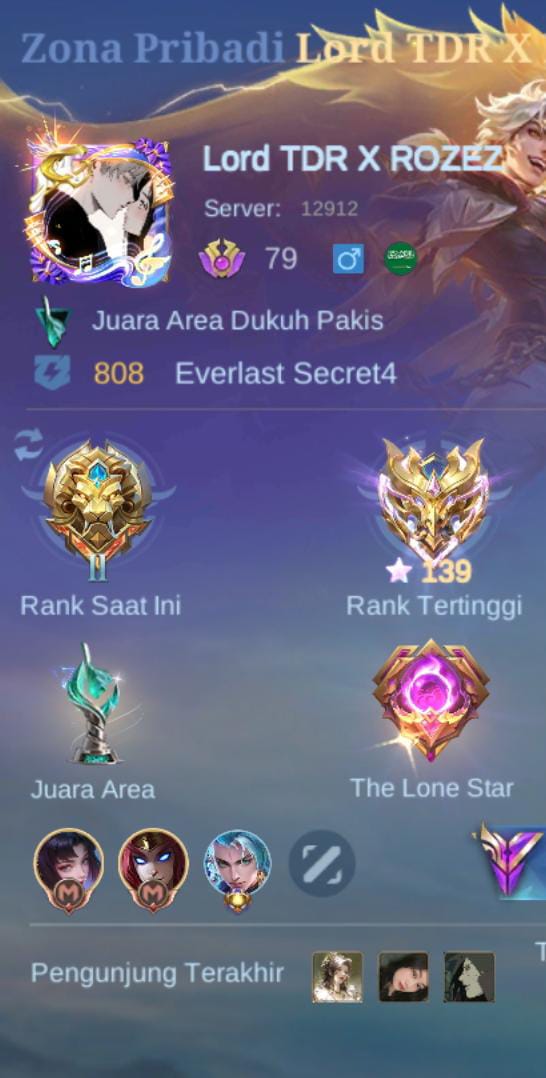 Zona Pribadi Lord TDR X
Lord TDR X ROZEZ
Server: 12912
79
Juara Area Dukuh Pakis
808 Everlast Secret4
II
139
Rank Saat Ini
Rank Tertinggi
Juara Area
The Lone Star
M
M
T
Pengunjung Terakhir